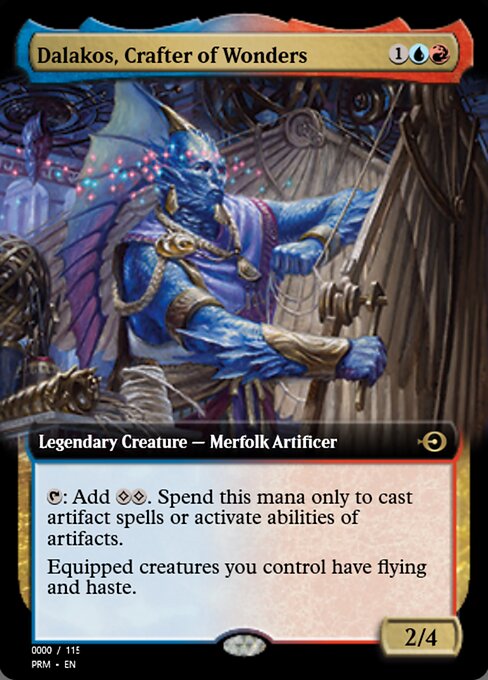 Dalakos, Crafter of Wonders 1
Legendary Creature — Merfolk Artificer
: Add . Spend this mana only to cast
artifact spells or activate abilities of
artifacts.
Equipped creatures you control have flying
and haste.
2/4
0000 / 115
PRM • EN